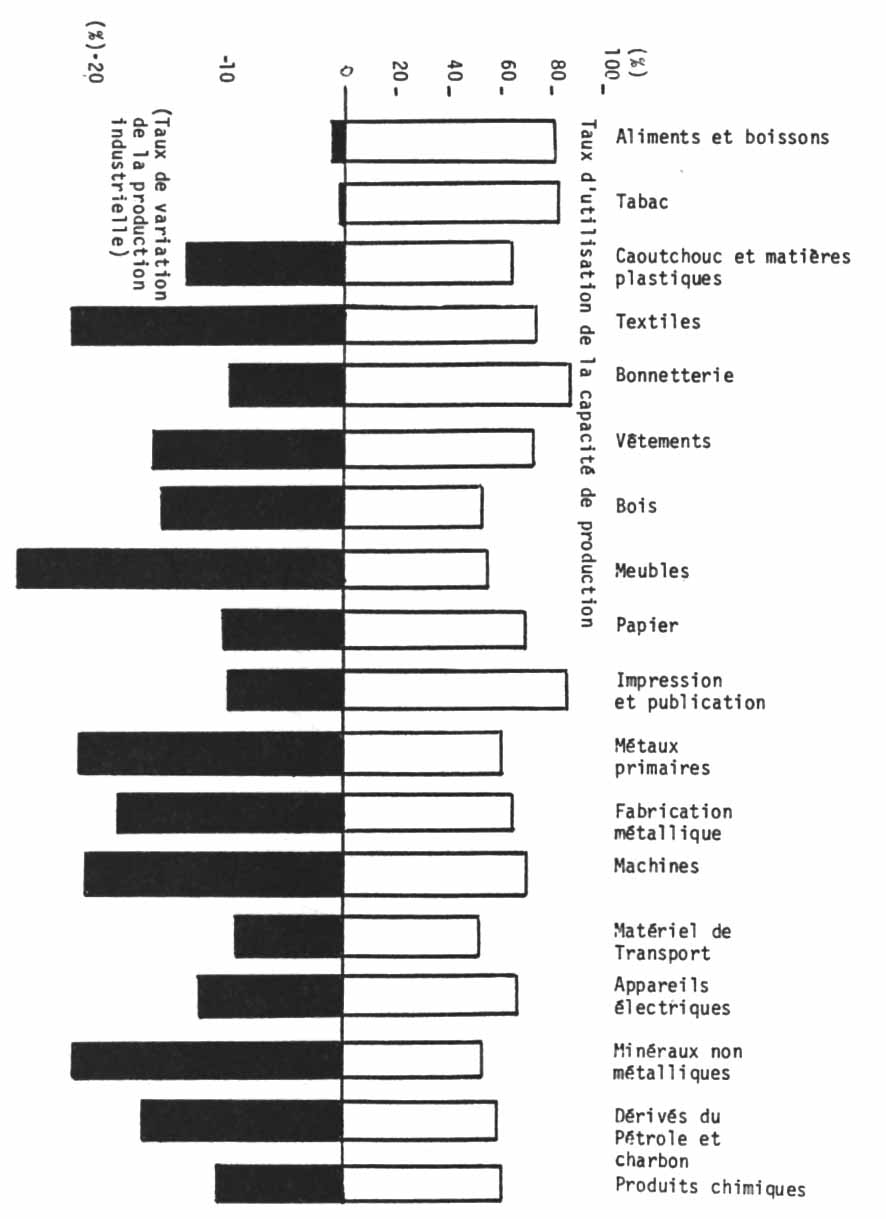 (%)
100
80
60
40
20
0
-10
(%)-20
Taux d'utilisation de la capacité de production
(Taux de variation
de la production
industrielle)
Aliments et boissons
Tabac
Caoutchouc et matières
plastiques
Textiles
Bonnetterie
Vêtements
Bois
Meubles
Papier
Impression
et publication
Métaux
primaires
Fabrication
métallique
Machines
Matériel de
Transport
Appareils
électriques
Minéraux non
métalliques
Dérivés du
Pétrole et
charbon
Produits chimiques